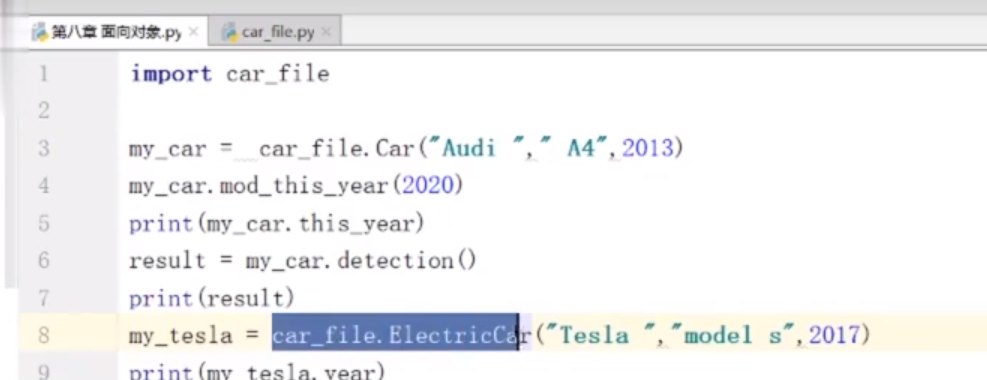 第八章 面向对象.py × car_file.py ×
1 import car_file
2
3 my_car = car_file.Car("Audi "," A4",2013)
4 my_car.mod_this_year(2020)
5 print(my_car.this_year)
6 result = my_car.detection()
7 print(result)
8 my_tesla = car_file.ElectricCar("Tesla ","model s",2017)
9 print(my_tesla.year)